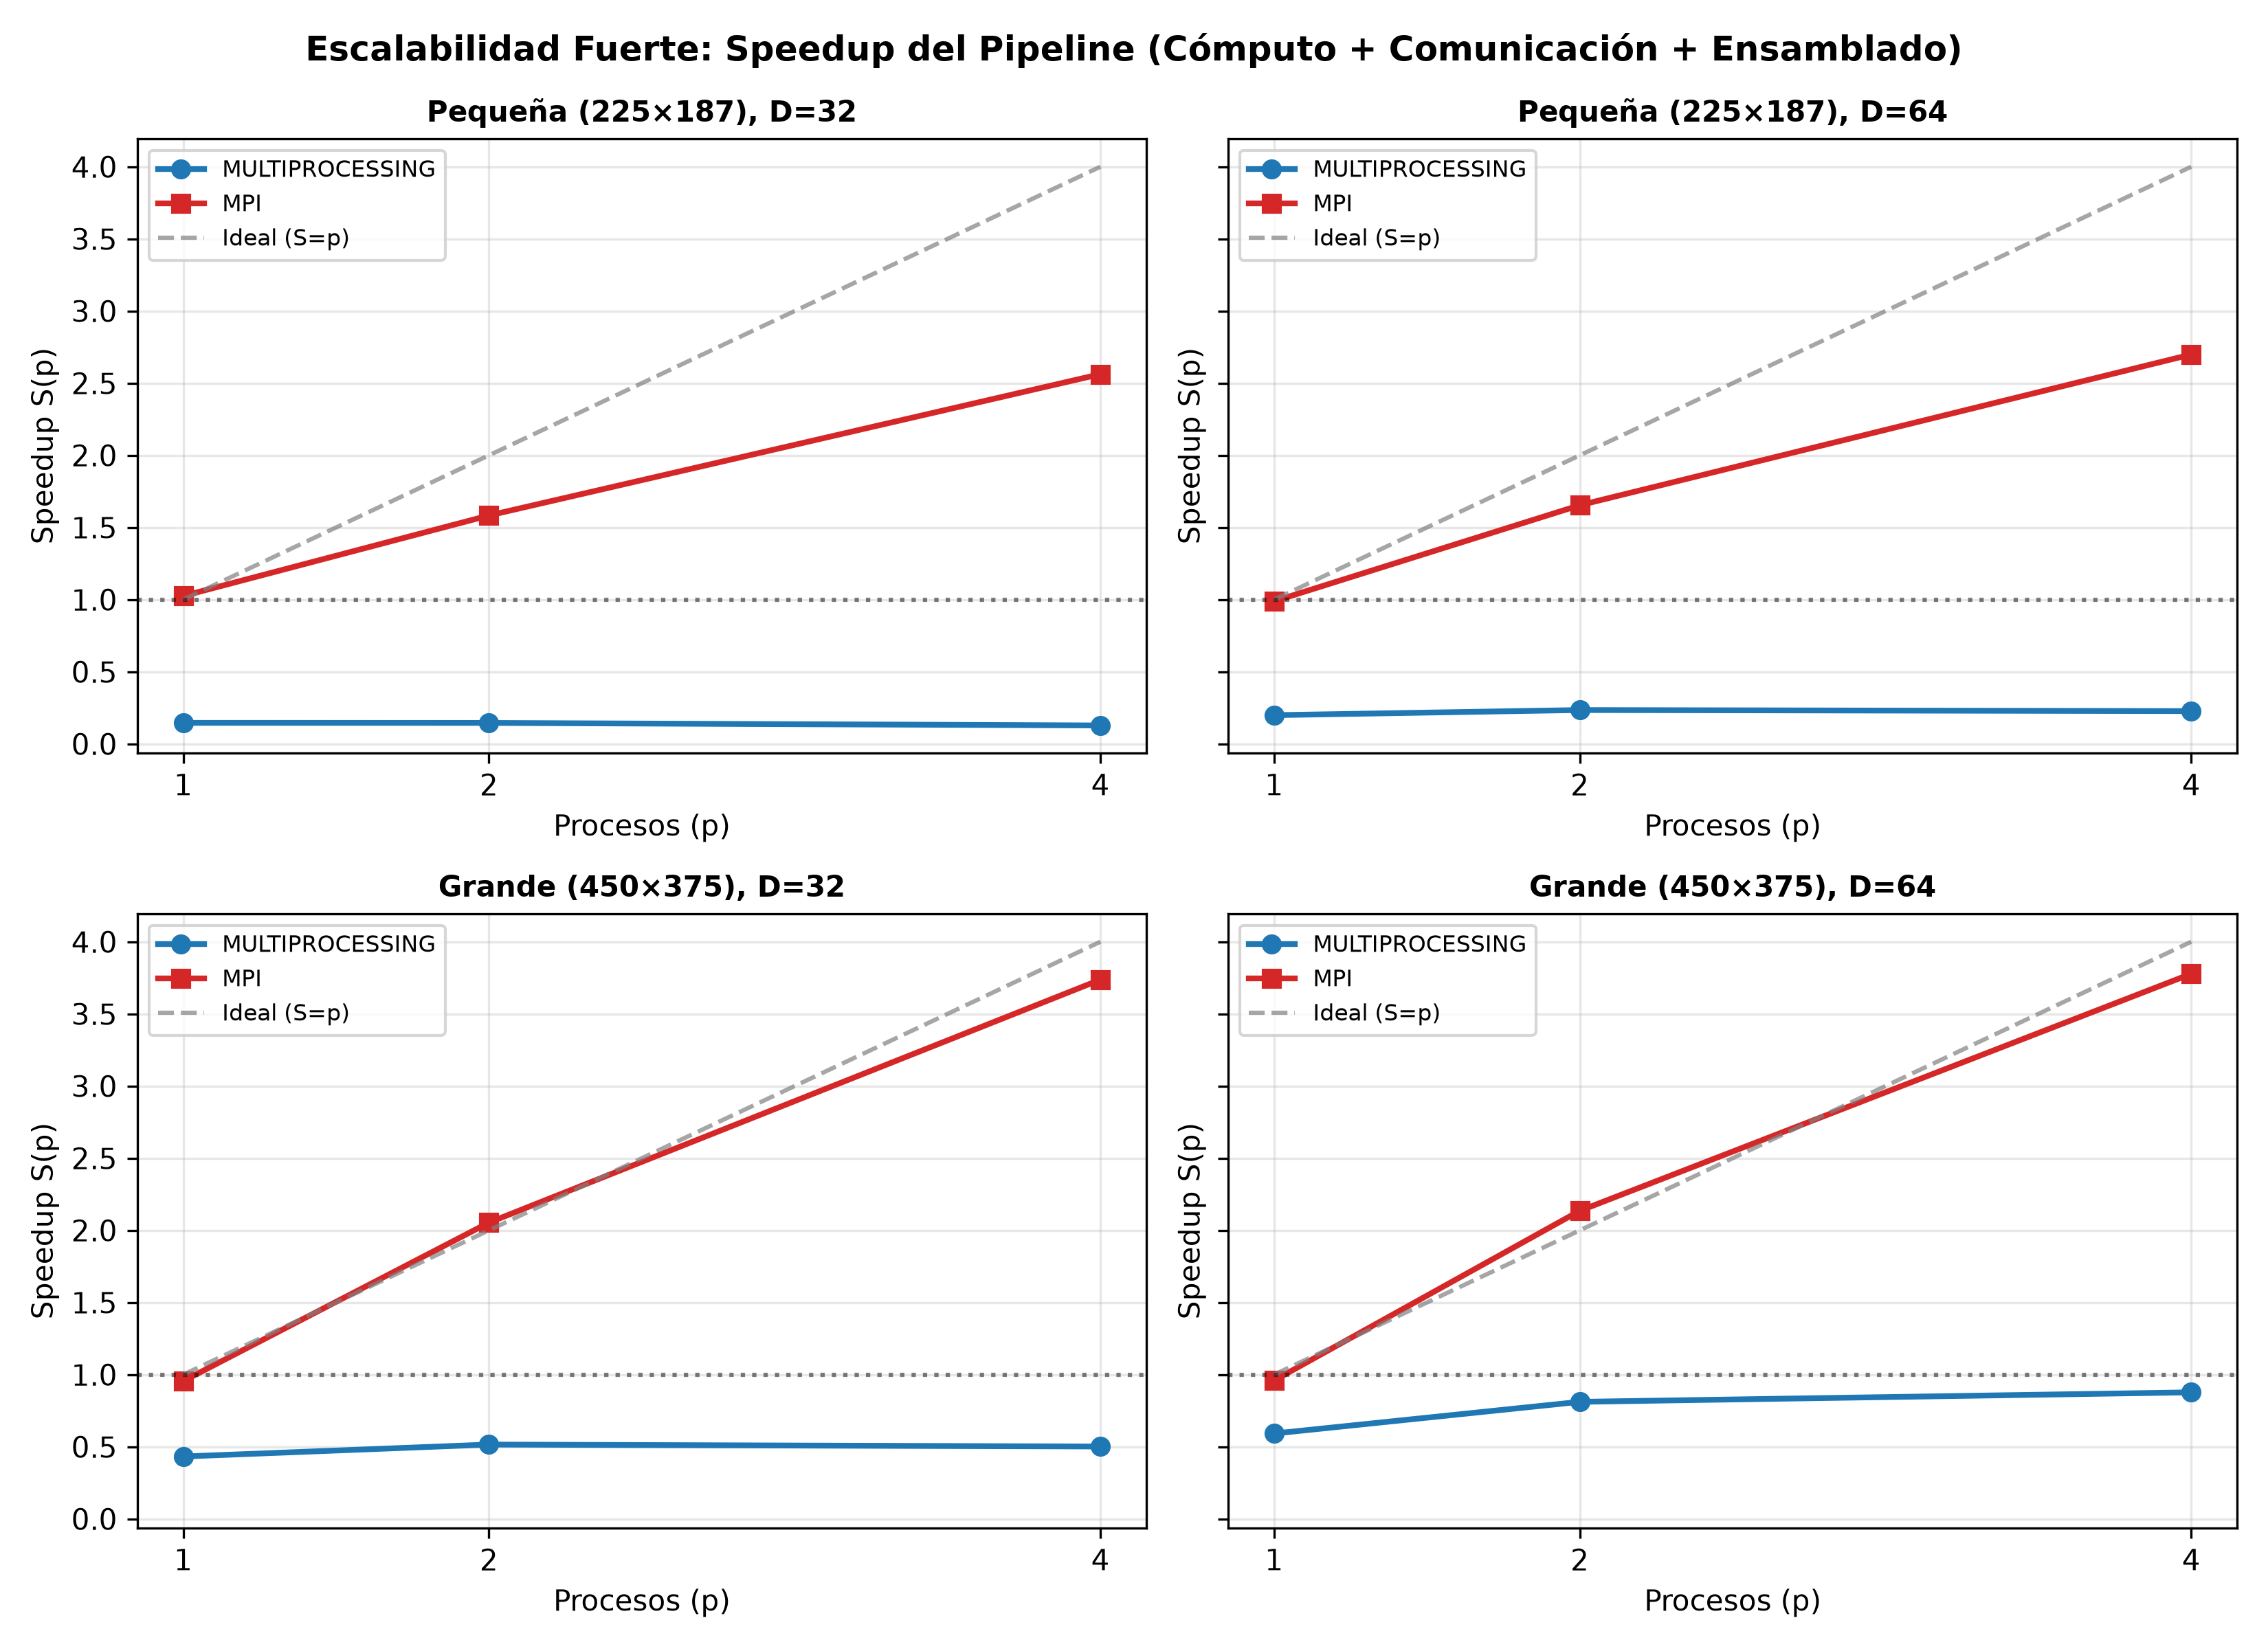 Escalabilidad Fuerte: Speedup del Pipeline (Cómputo + Comunicación + Ensamblado)
Pequeña (225×187), D=32
MULTIPROCESSING
MPI
Ideal (S=p)
4.0
3.5
3.0
2.5
2.0
1.5
1.0
0.5
0.0
Speedup S(p)
1 2 4
Procesos (p)
Pequeña (225×187), D=64
MULTIPROCESSING
MPI
Ideal (S=p)
Speedup S(p)
1 2 4
Procesos (p)
Grande (450×375), D=32
MULTIPROCESSING
MPI
Ideal (S=p)
4.0
3.5
3.0
2.5
2.0
1.5
1.0
0.5
0.0
Speedup S(p)
1 2 4
Procesos (p)
Grande (450×375), D=64
MULTIPROCESSING
MPI
Ideal (S=p)
Speedup S(p)
1 2 4
Procesos (p)